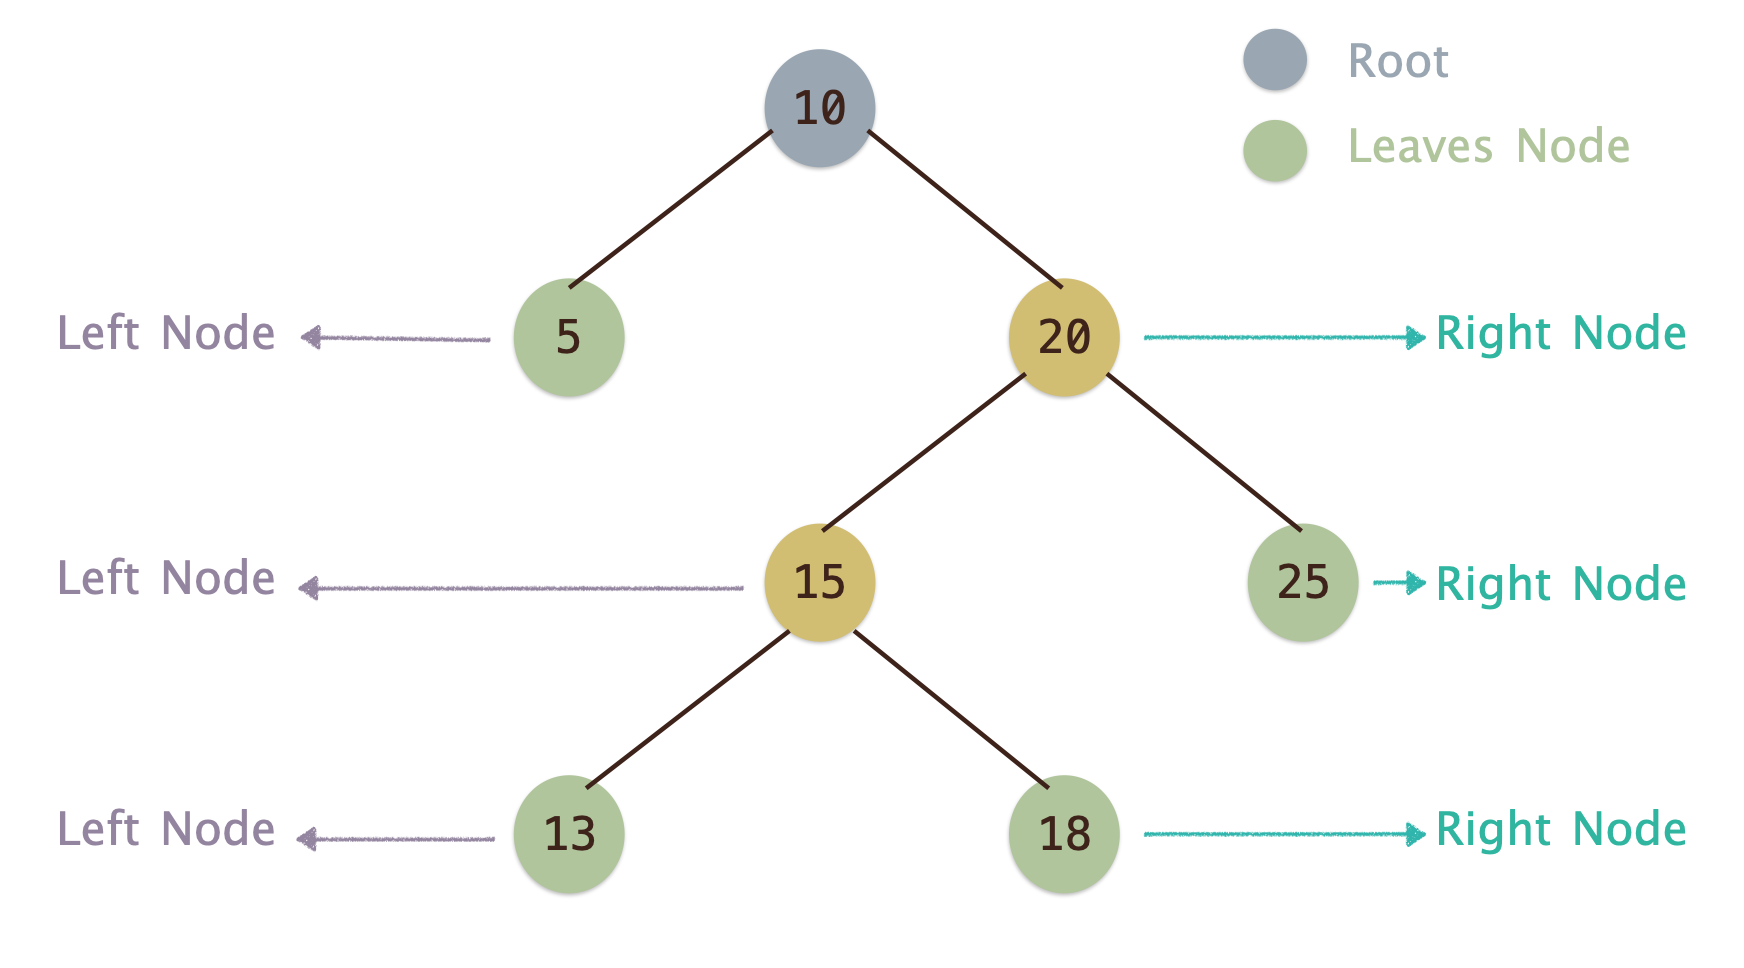 Root
10
Leaves Node
Left Node
5
20
Right Node
Left Node
15
25
Right Node
Left Node
13
18
Right Node